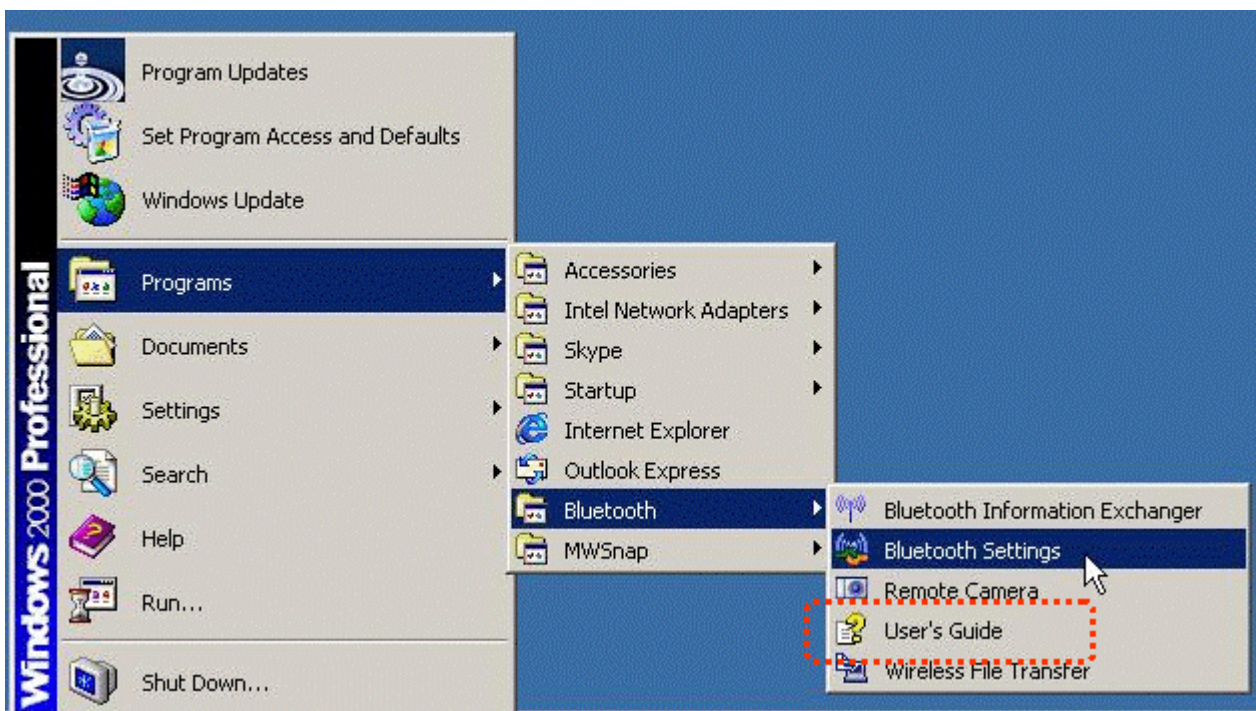 Windows 2000 Professional
Program Updates
Set Program Access and Defaults
Windows Update
Programs
Documents
Settings
Search
Help
Run...
Shut Down...
Accessories
Intel Network Adapters
Skype
Startup
Internet Explorer
Outlook Express
Bluetooth
MWSnap
Bluetooth Information Exchanger
Bluetooth Settings
Remote Camera
User's Guide
Wireless File Transfer